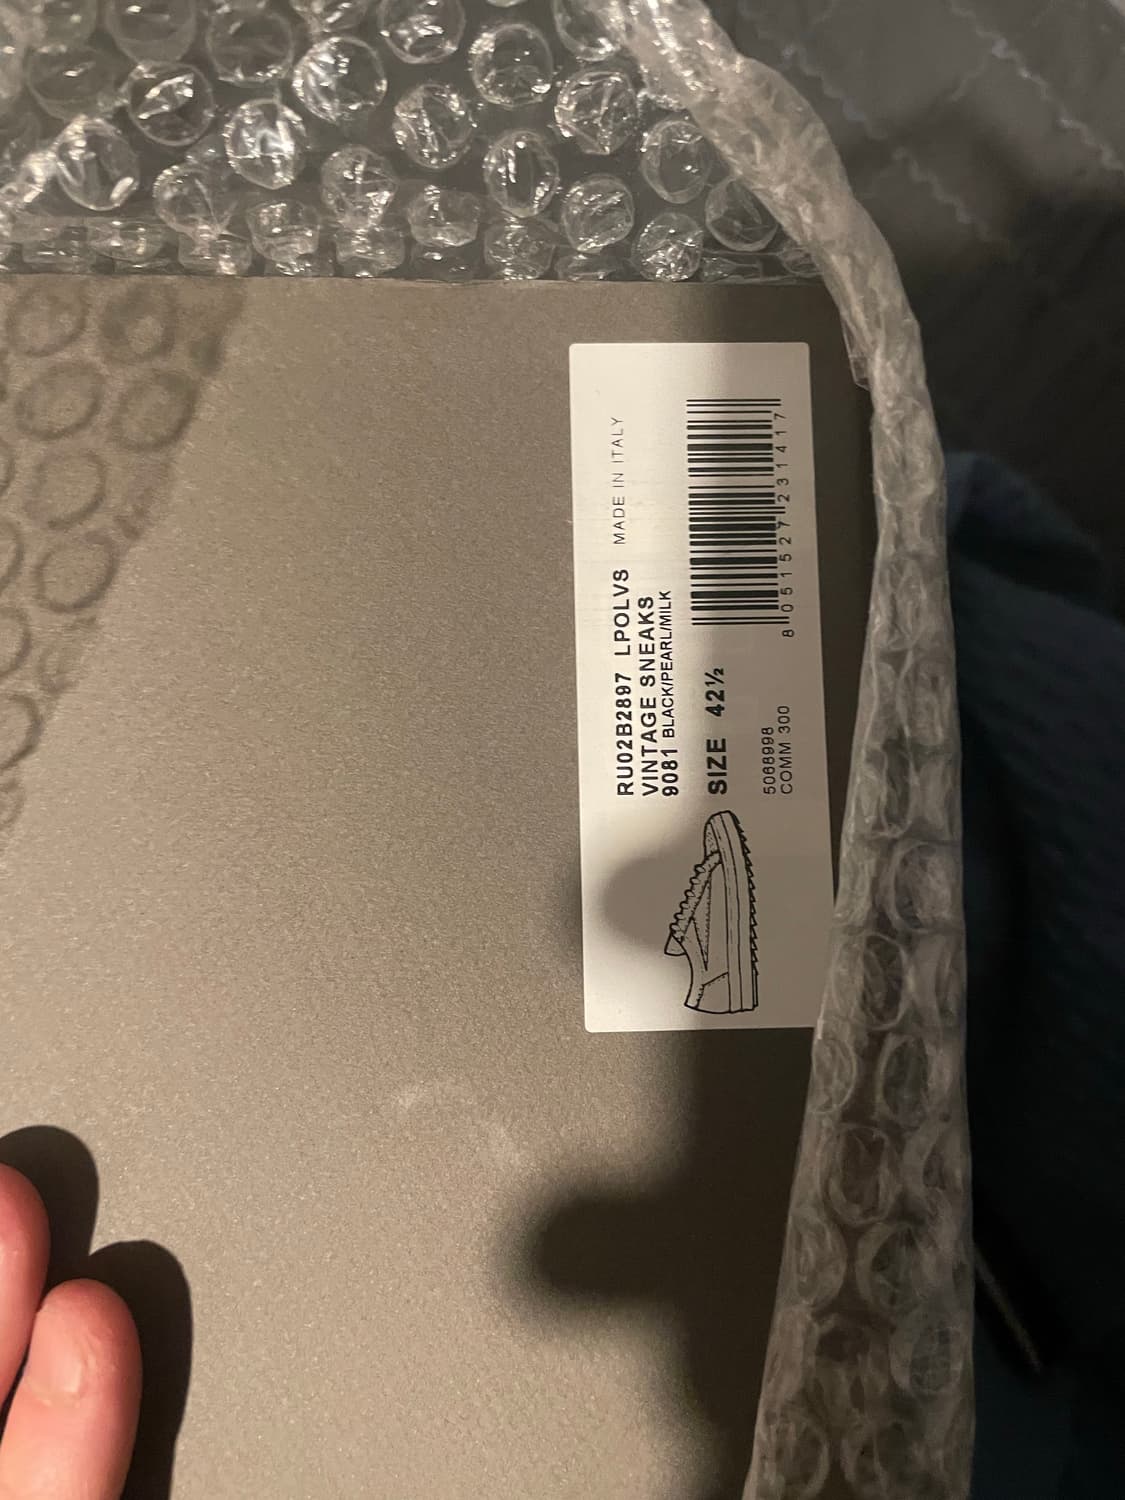 RU02B2897 LPOLVS MADE IN ITALY
VINTAGE SNEAKS
9081 BLACK/PEARL/MILK
SIZE 42½
8 051527 231417
5068998
COMM 300